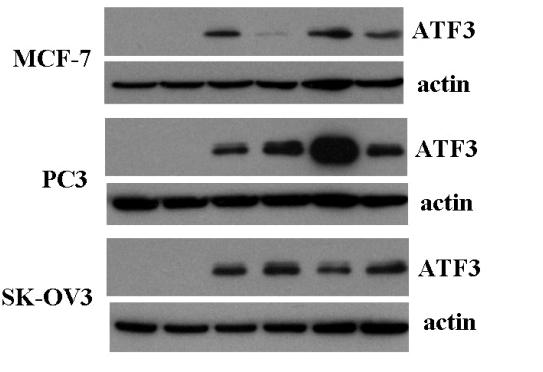 ATF3
MCF-7
actin
ATF3
PC3
actin
ATF3
SK-OV3
actin